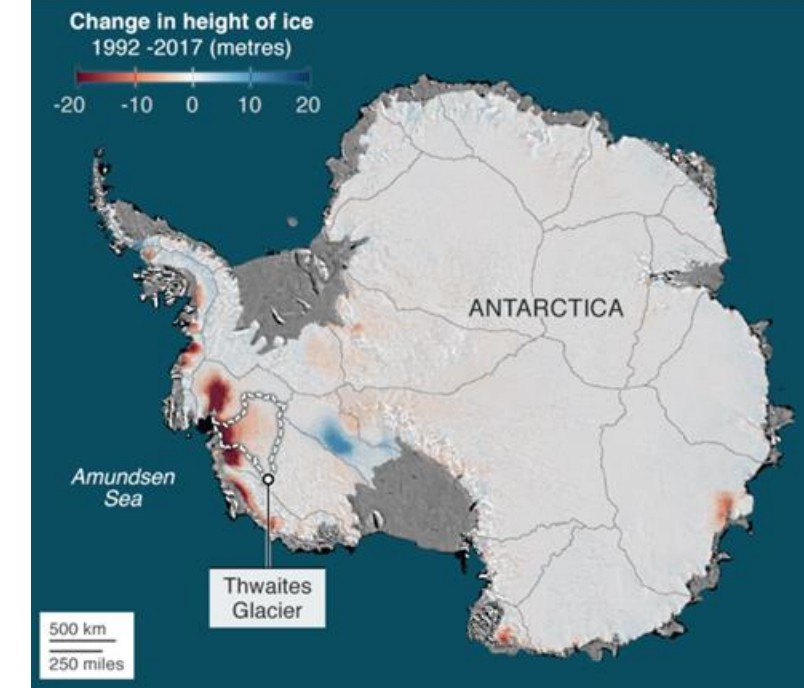 Change in height of ice
1992 -2017 (metres)
-20 -10 0 10 20
ANTARCTICA
Amundsen
Sea
Thwaites
Glacier
500 km
250 miles